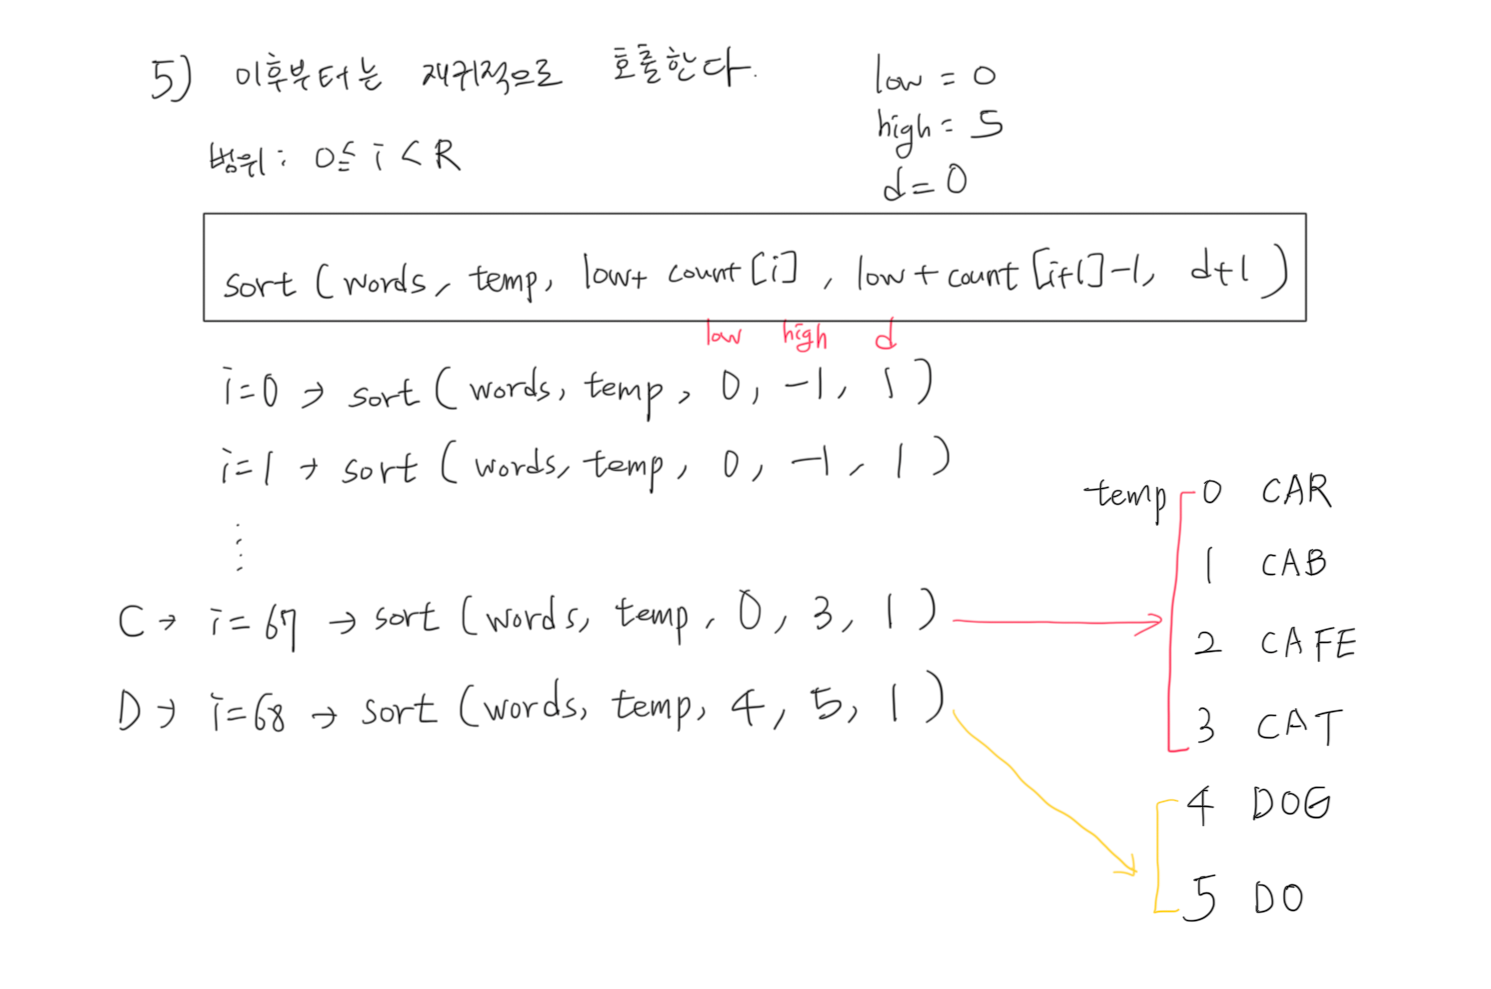 5) 이후부터는 재귀적으로 호출한다.
low = 0
high = 5
d = 0
범위 : 0 ≦ i < R
sort ( words, temp, low + count [i] , low + count [i+1] -1, d+1 )
low high d
i=0 → sort ( words, temp, 0, -1, 1 )
i=1 → sort ( words, temp, 0, -1, 1 )
⋮
C → i = 67 → sort ( words, temp, 0, 3, 1 )
D → i = 68 → sort ( words, temp, 4, 5, 1 )
temp 0 CAR
1 CAB
2 CAFE
3 CAT
4 DOG
5 DO